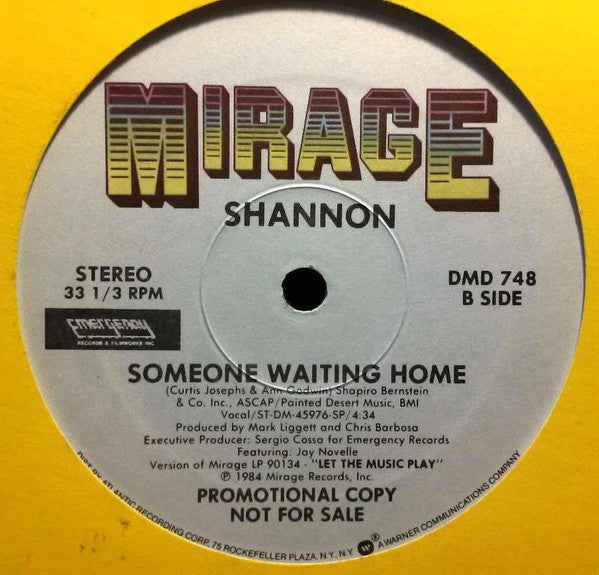 MIRAGE
SHANNON
STEREO
33 1/3 RPM
DMD 748
B SIDE
emergency
RECORDS & FILMWORKS INC
SOMEONE WAITING HOME
(Curtis Josephs & Ann Godwin) Shapiro Bernstein
& Co. Inc., ASCAP/Painted Desert Music, BMI
Vocal/ST-DM-45976-SP/4:34
Produced by Mark Liggett and Chris Barbosa
Executive Producer: Sergio Cossa for Emergency Records
Featuring: Jay Novelle
Version of Mirage LP 90134 - "LET THE MUSIC PLAY"
℗ 1984 Mirage Records, Inc.
PROMOTIONAL COPY
NOT FOR SALE
DIST. BY ATLANTIC RECORDING CORP. 75 ROCKEFELLER PLAZA, N.Y., N.Y. W ® A WARNER COMMUNICATIONS COMPANY